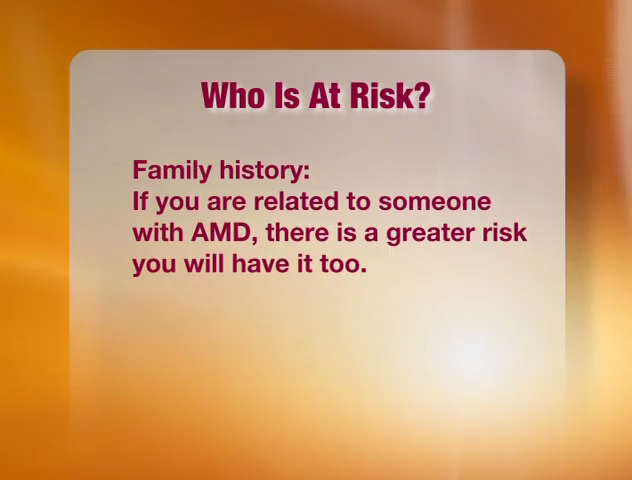 Who Is At Risk?
Family history:
If you are related to someone
with AMD, there is a greater risk
you will have it too.